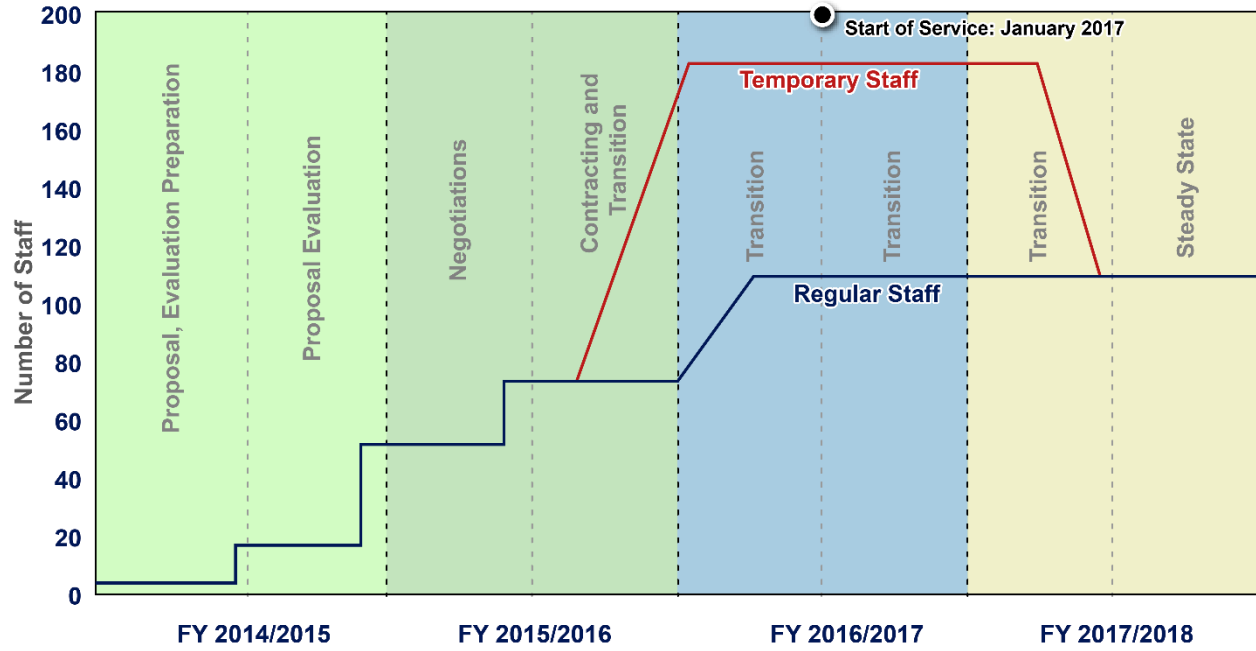 Start of Service: January 2017
Number of Staff
200
180
160
140
120
100
80
60
40
20
0
Proposal, Evaluation Preparation
Proposal Evaluation
Negotiations
Contracting and
Transition
Temporary Staff
Transition
Transition
Regular Staff
Transition
Steady State
FY 2014/2015
FY 2015/2016
FY 2016/2017
FY 2017/2018